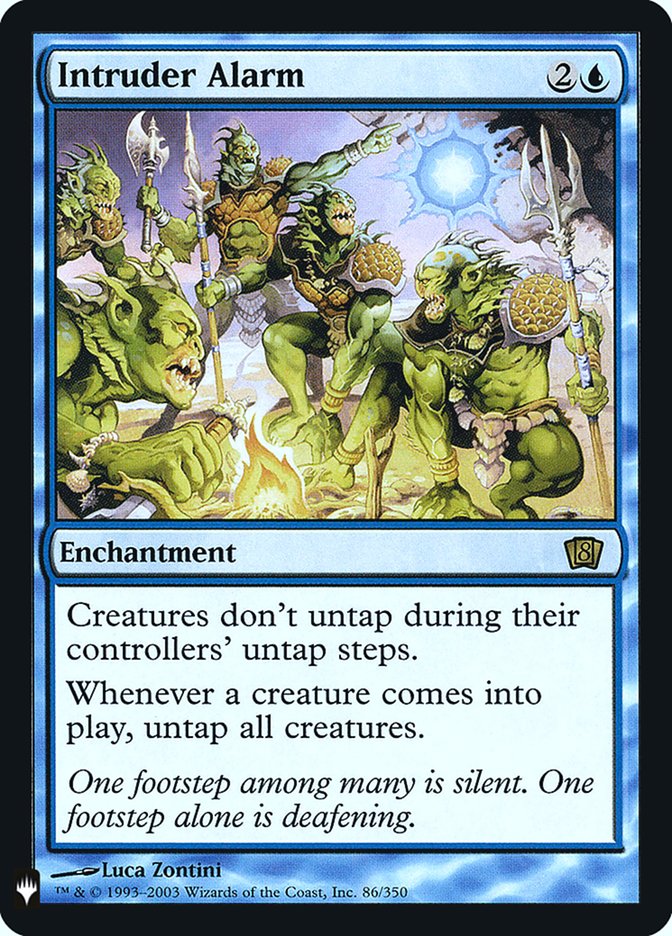 Intruder Alarm
2
Enchantment
8
Creatures don't untap during their
controllers' untap steps.
Whenever a creature comes into
play, untap all creatures.
One footstep among many is silent. One
footstep alone is deafening.
Luca Zontini
™ & © 1993–2003 Wizards of the Coast, Inc. 86/350